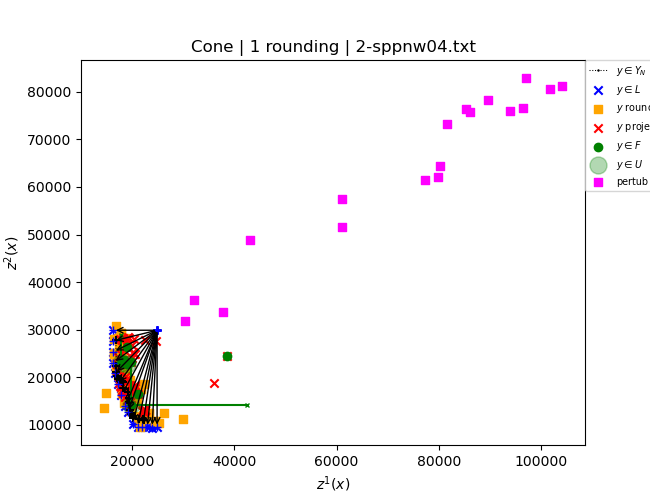 Cone | 1 rounding | 2-sppnw04.txt
80000
70000
60000
50000
40000
30000
20000
10000
z²(x)
20000
40000
60000
80000
100000
z¹(x)
y ∈ Y_N
y ∈ L
y roun
y proje
y ∈ F
y ∈ U
pertub